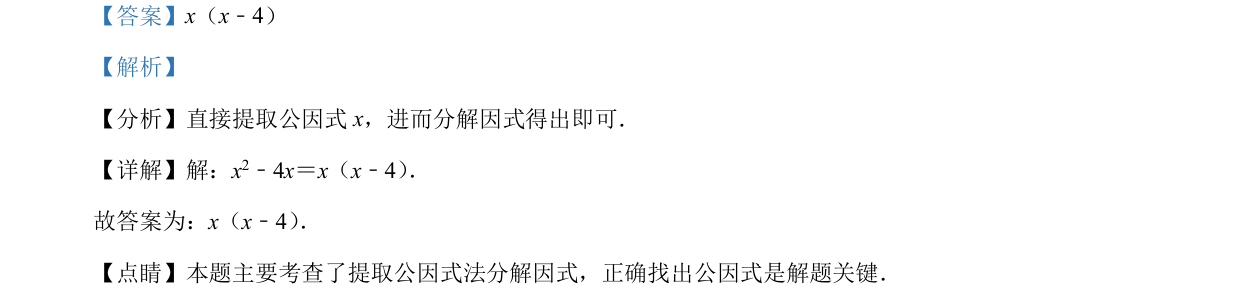 【答案】x（x﹣4）
【解析】
【分析】直接提取公因式 x，进而分解因式得出即可．
【详解】解：x²﹣4x＝x（x﹣4）．
故答案为：x（x﹣4）．
【点睛】本题主要考查了提取公因式法分解因式，正确找出公因式是解题关键．